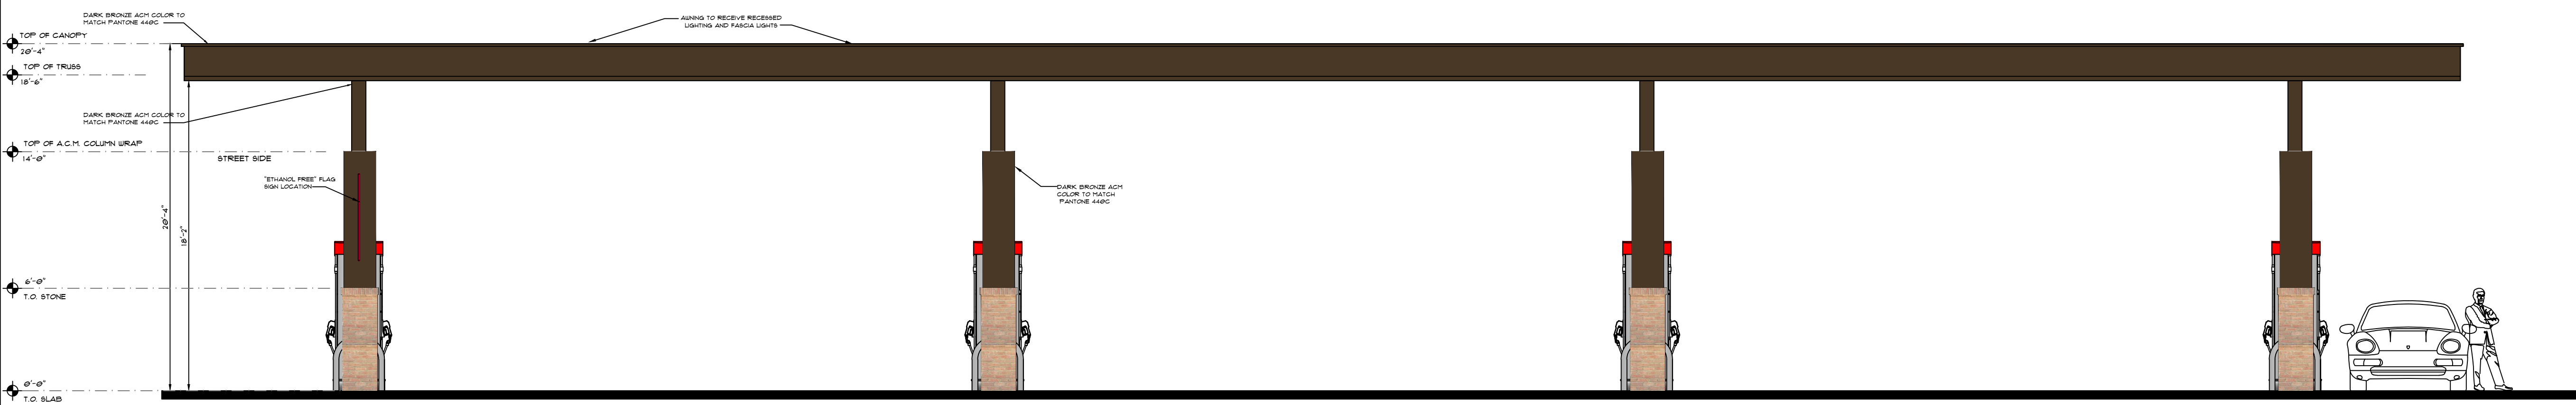 DARK BRONZE ACM COLOR TO
MATCH PANTONE 440C
AWNING TO RECEIVE RECESSED
LIGHTING AND FASCIA LIGHTS
TOP OF CANOPY
20'-4"
TOP OF TRUSS
18'-6"
DARK BRONZE ACM COLOR TO
MATCH PANTONE 440C
TOP OF A.C.M. COLUMN WRAP
14'-0"
STREET SIDE
"ETHANOL FREE" FLAG
SIGN LOCATION
DARK BRONZE ACM
COLOR TO MATCH
PANTONE 440C
20'-4"
18'-2"
6'-0"
T.O. STONE
0'-0"
T.O. SLAB